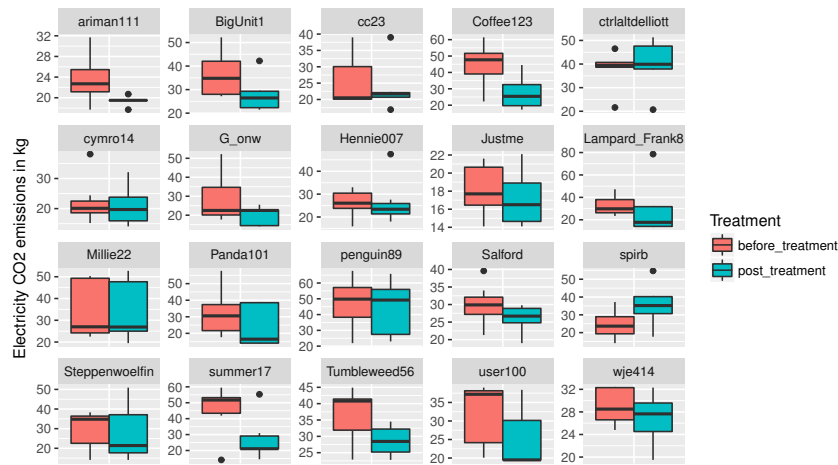 ariman111 BigUnit1 cc23 Coffee123 ctrlaltdelliott
32 28 24 20
50 40 30 20
35 30 25 20
60 50 40 30 20
50 40 30 20
cymro14 G_onw Hennie007 Justme Lampard_Frank8
35 30 25 20 15
50 40 30 20
40 30 20
22 20 18 16 14
80 60 40 20
Millie22 Panda101 penguin89 Salford spirb
50 40 30 20
50 40 30 20
60 50 40 30 20
40 35 30 25 20
50 40 30 20
Steppenwoelfin summer17 Tumbleweed56 user100 wje414
50 40 30 20
60 50 40 30 20
45 40 35 30 25
35 30 25 20
32 28 24 20
Electricity CO2 emissions in kg
Treatment
before_treatment
post_treatment